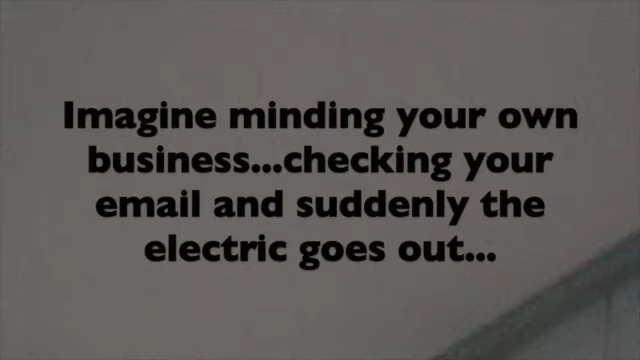 Imagine minding your own
business...checking your
email and suddenly the
electric goes out...